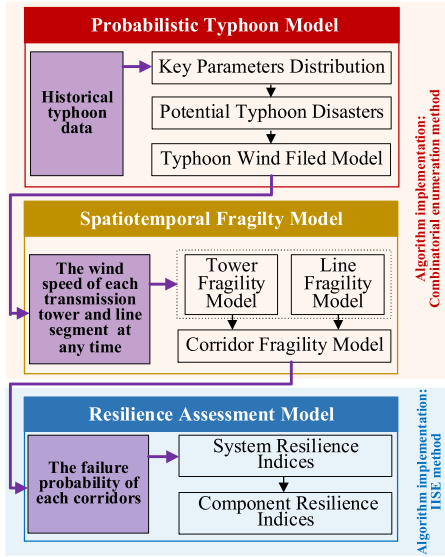 Probabilistic Typhoon Model
Historical
typhoon
data
Key Parameters Distribution
Potential Typhoon Disasters
Typhoon Wind Filed Model
Spatiotemporal Fragilty Model
The wind
speed of each
transmission
tower and line
segment at
any time
Tower
Fragility
Model
Line
Fragility
Model
Corridor Fragility Model
Algorithm implementation:
Combinatorial enumeration method
Resilience Assessment Model
The failure
probability of
each corridors
System Resilience
Indices
Component Resilience
Indices
Algorithm implementation:
IISE method